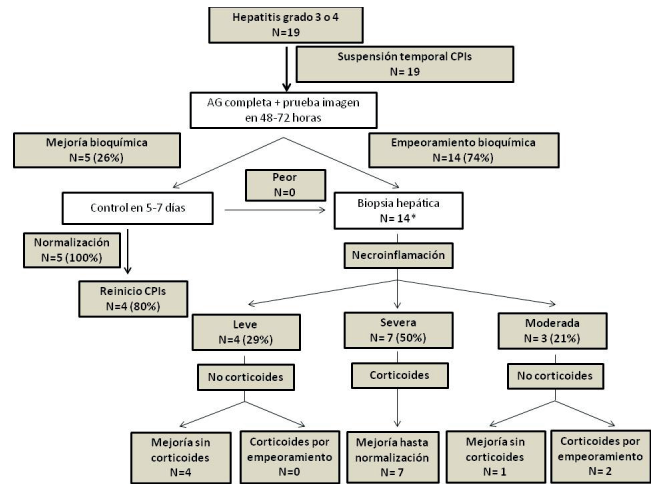 Hepatitis grado 3 o 4
N=19
Suspensión temporal CPIs
N= 19
AG completa + prueba imagen
en 48-72 horas
Mejoría bioquímica
N=5 (26%)
Empeoramiento bioquímica
N=14 (74%)
Peor
N=0
Control en 5-7 días
Biopsia hepática
N= 14*
Normalización
N=5 (100%)
Necroinflamación
Reinicio CPIs
N=4 (80%)
Leve
N=4 (29%)
Severa
N= 7 (50%)
Moderada
N= 3 (21%)
No corticoides
Corticoides
No corticoides
Mejoría sin
corticoides
N=4
Corticoides por
empeoramiento
N=0
Mejoría hasta
normalización
N= 7
Mejoría sin
corticoides
N= 1
Corticoides por
empeoramiento
N= 2